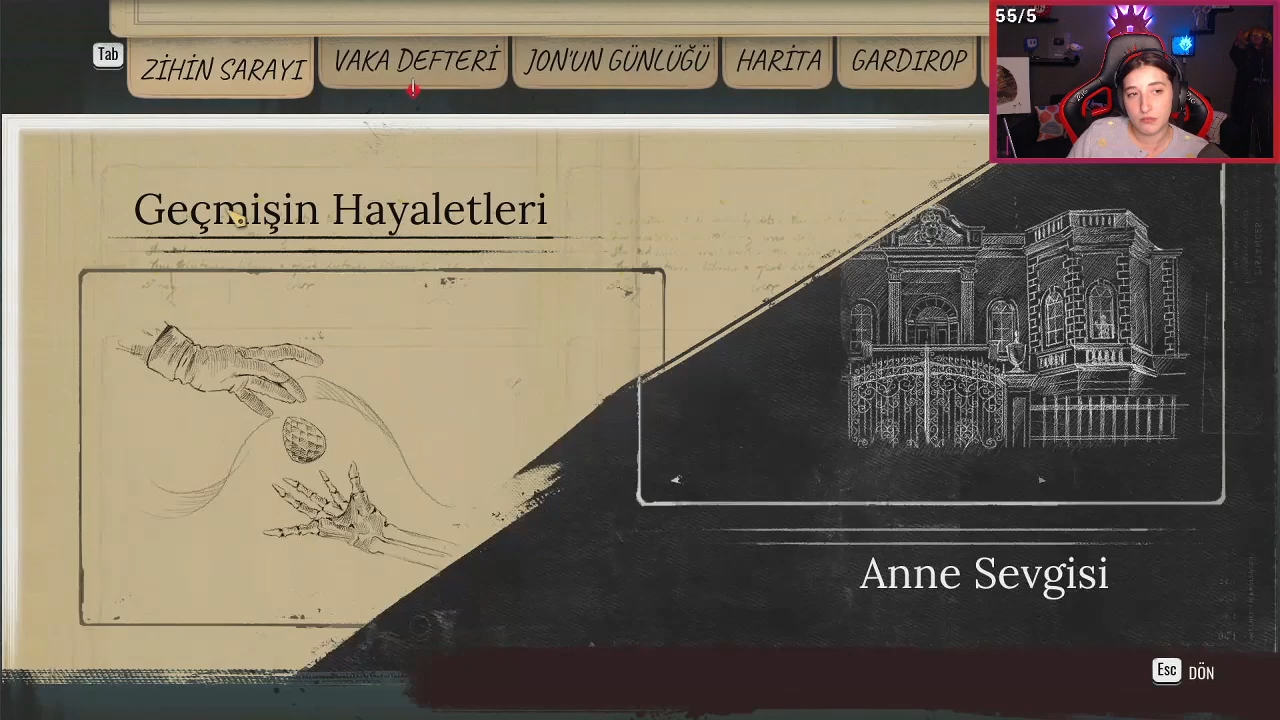 55/5
Tab
ZİHİN SARAYI
VAKA DEFTERİ
JON'UN GÜNLÜĞÜ
HARİTA
GARDIROP
Geçmişin Hayaletleri
Anne Sevgisi
Esc DÖN